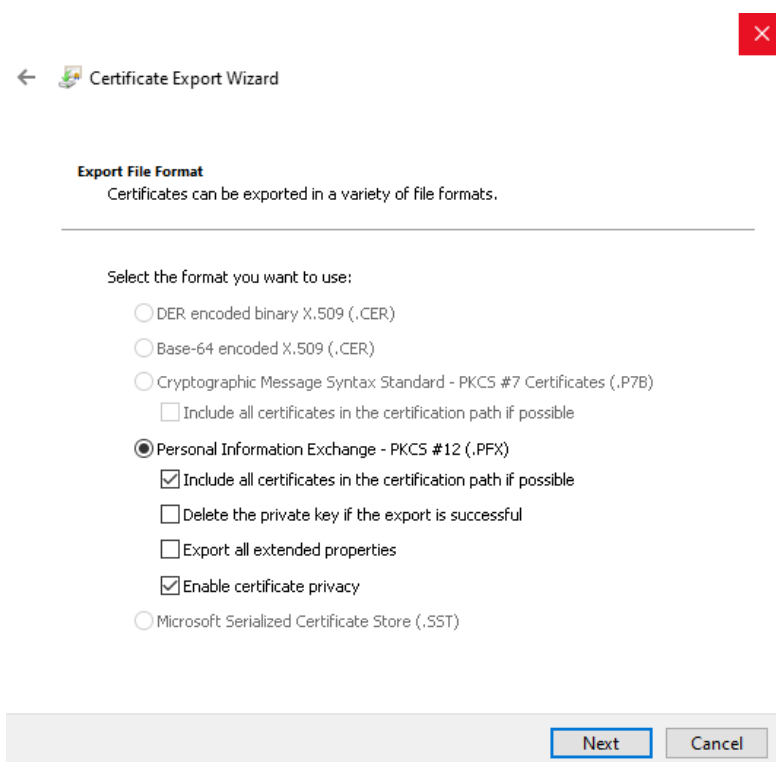 Certificate Export Wizard
Export File Format
Certificates can be exported in a variety of file formats.
Select the format you want to use:
DER encoded binary X.509 (.CER)
Base-64 encoded X.509 (.CER)
Cryptographic Message Syntax Standard - PKCS #7 Certificates (.P7B)
Include all certificates in the certification path if possible
Personal Information Exchange - PKCS #12 (.PFX)
Include all certificates in the certification path if possible
Delete the private key if the export is successful
Export all extended properties
Enable certificate privacy
Microsoft Serialized Certificate Store (.SST)
Next Cancel